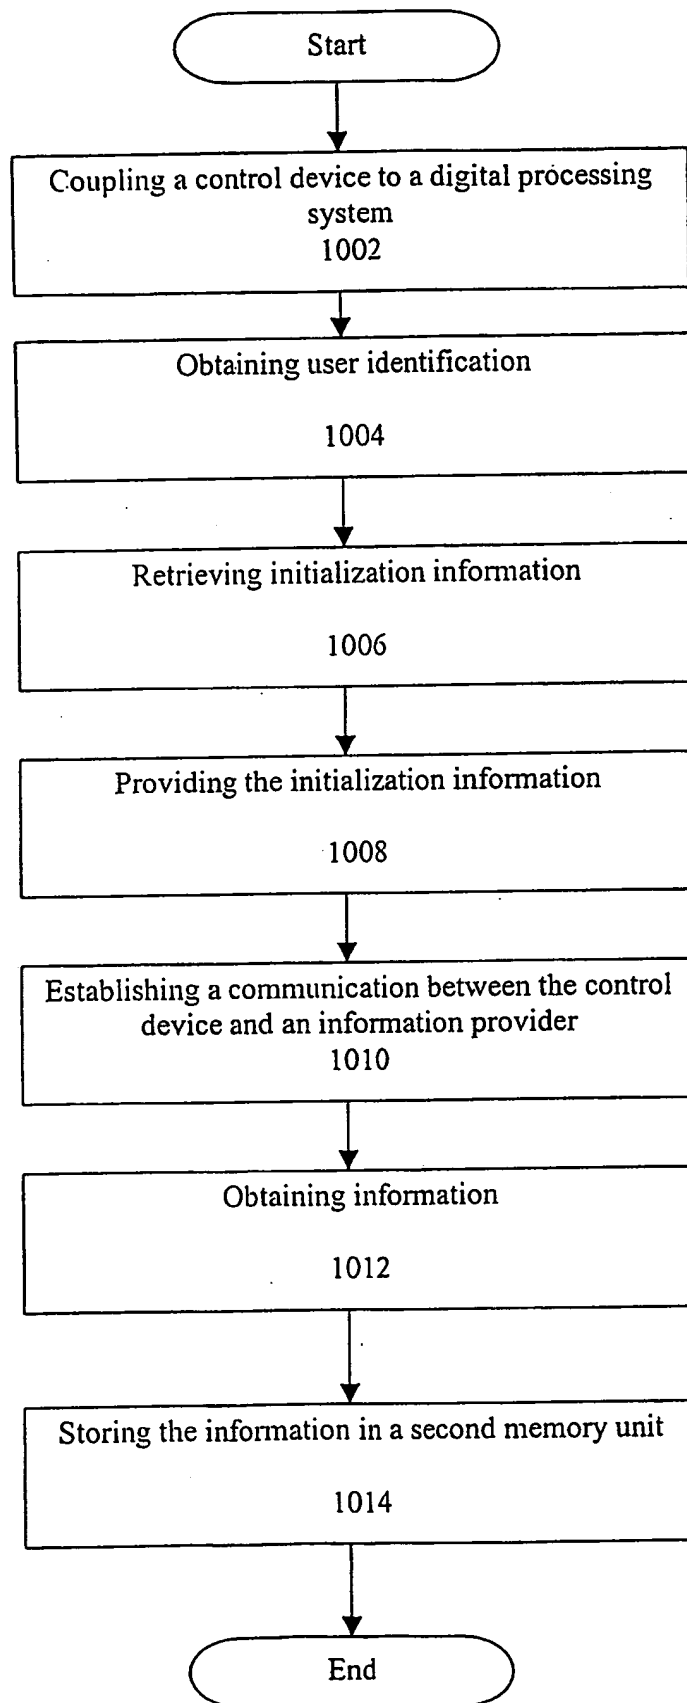 Start
Coupling a control device to a digital processing
system
1002
Obtaining user identification
1004
Retrieving initialization information
1006
Providing the initialization information
1008
Establishing a communication between the control
device and an information provider
1010
Obtaining information
1012
Storing the information in a second memory unit
1014
End